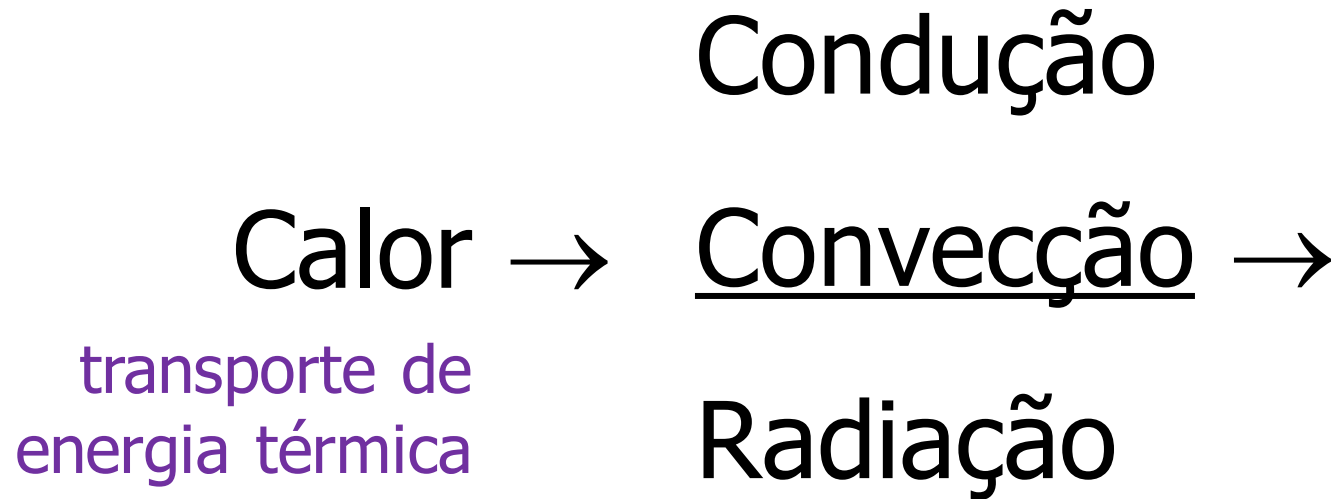 Condução
Calor → Convecção →
transporte de
energia térmica
Radiação